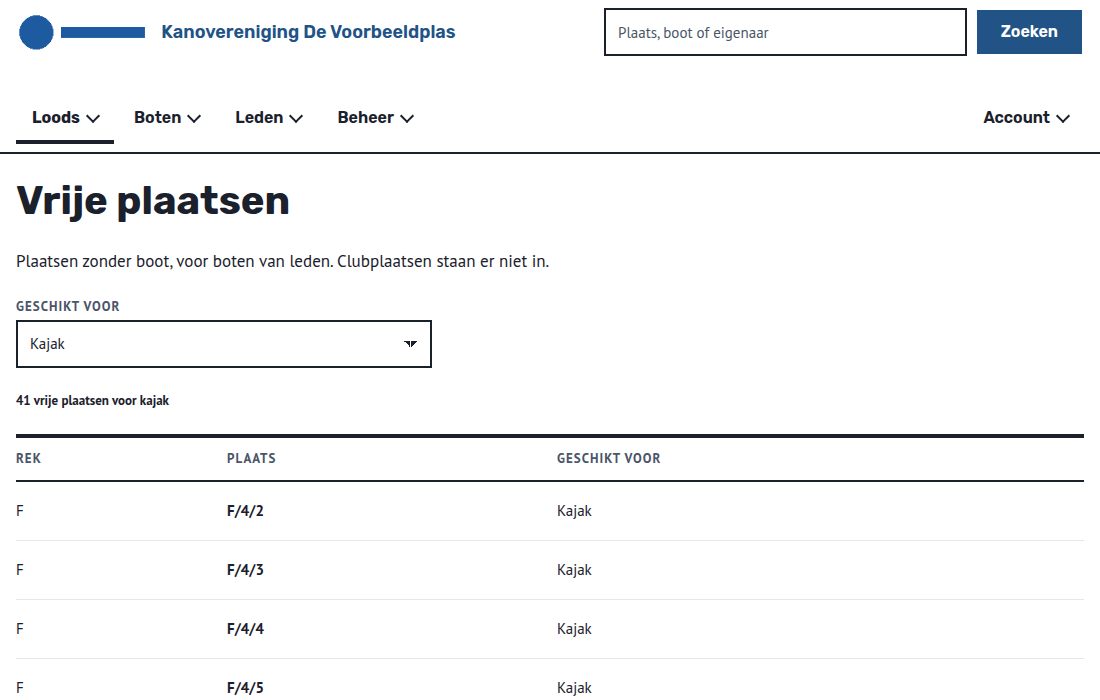 Kanovereniging De Voorbeeldplas
Plaats, boot of eigenaar
Zoeken
Loods Boten Leden Beheer Account
Vrije plaatsen
Plaatsen zonder boot, voor boten van leden. Clubplaatsen staan er niet in.
GESCHIKT VOOR
Kajak
41 vrije plaatsen voor kajak
REK PLAATS GESCHIKT VOOR
F F/4/2 Kajak
F F/4/3 Kajak
F F/4/4 Kajak
F F/4/5 Kajak